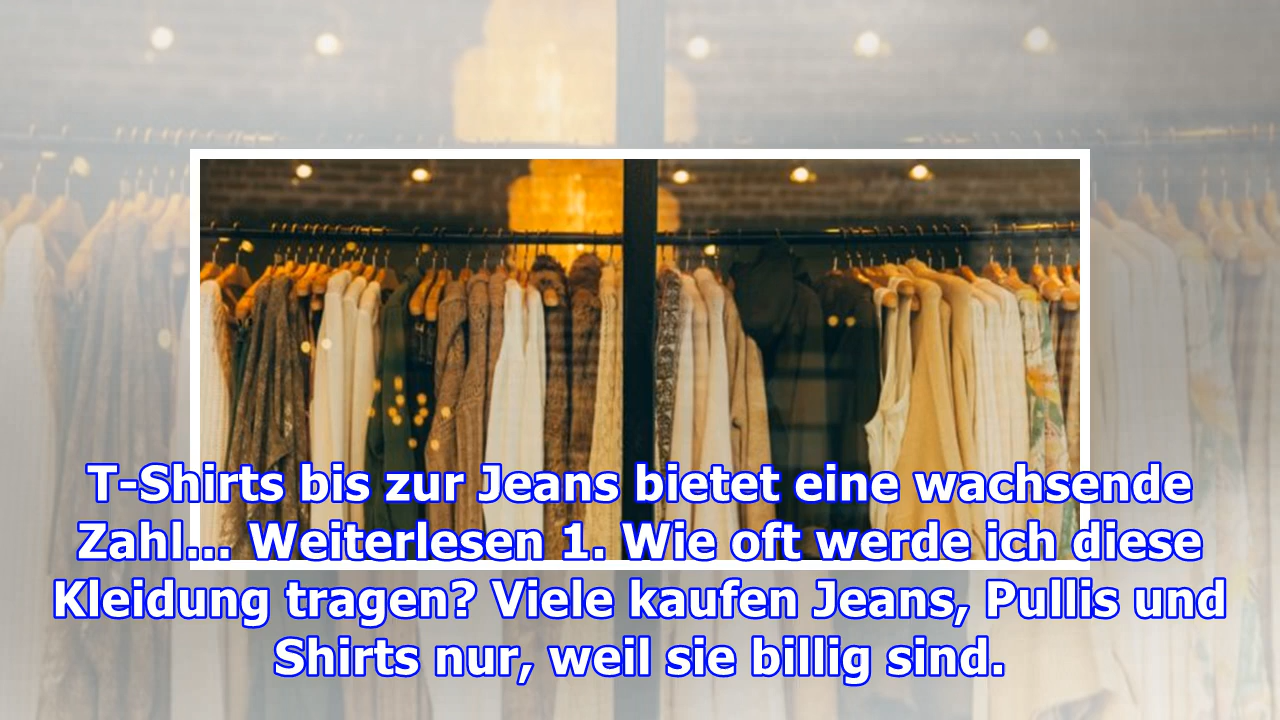 T-Shirts bis zur Jeans bietet eine wachsende
Zahl... Weiterlesen 1. Wie oft werde ich diese
Kleidung tragen? Viele kaufen Jeans, Pullis und
Shirts nur, weil sie billig sind.